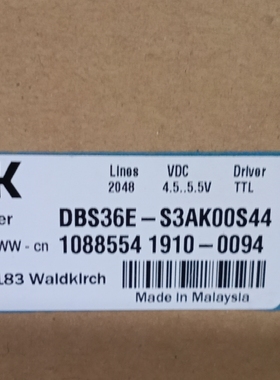 K
Lines VDC Driver
2048 4.5..5.5V TTL
er DBS36E-S3AK00S44
WW - cn 1088554 1910-0094
.83 Waldkirch
Made in Malaysia